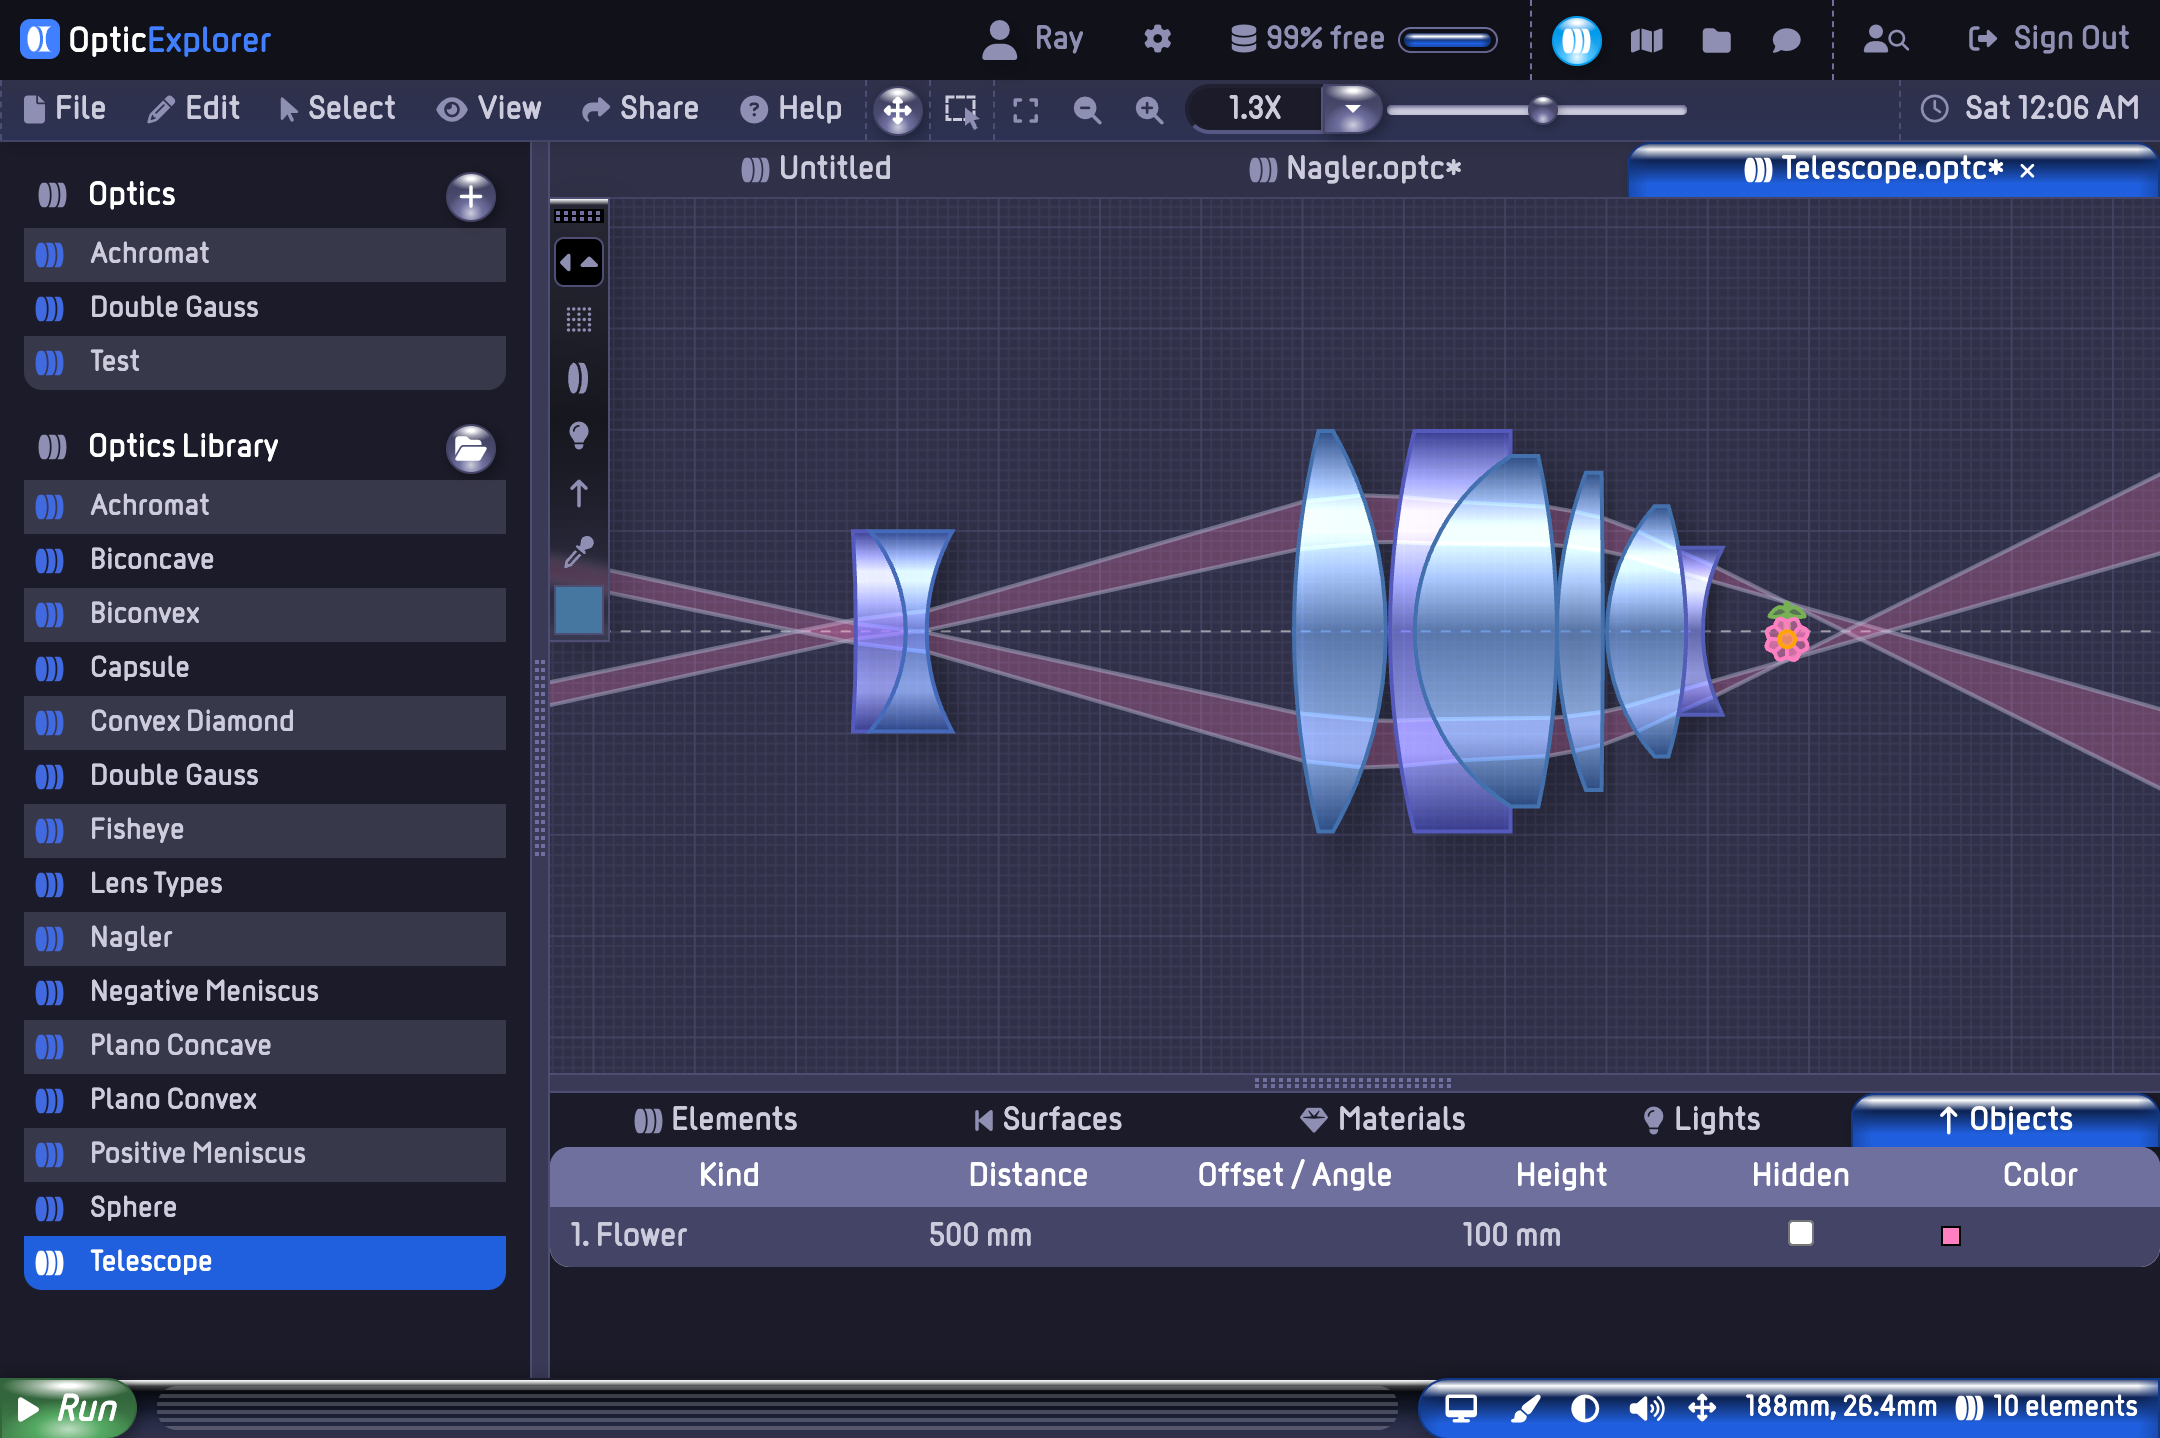 OpticExplorer
Ray
99% free
Sign Out
File
Edit
Select
View
Share
Help
1.3X
Sat 12:06 AM
Optics
Achromat
Double Gauss
Test
Optics Library
Achromat
Biconcave
Biconvex
Capsule
Convex Diamond
Double Gauss
Fisheye
Lens Types
Nagler
Negative Meniscus
Plano Concave
Plano Convex
Positive Meniscus
Sphere
Telescope
Untitled
Nagler.optc*
Telescope.optc* ×
Elements
Surfaces
Materials
Lights
Objects
Kind Distance Offset / Angle Height Hidden Color
1. Flower 500 mm 100 mm
Run
188mm, 26.4mm
10 elements